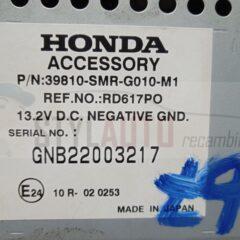 HONDA
ACCESSORY
P/N:39810-SMR-G010-M1
REF.NO.:RD617PO
13.2V D.C. NEGATIVE GND.
SERIAL NO.:
GNB22003217
E24 10 R- 02 0253
MADE IN JAPAN